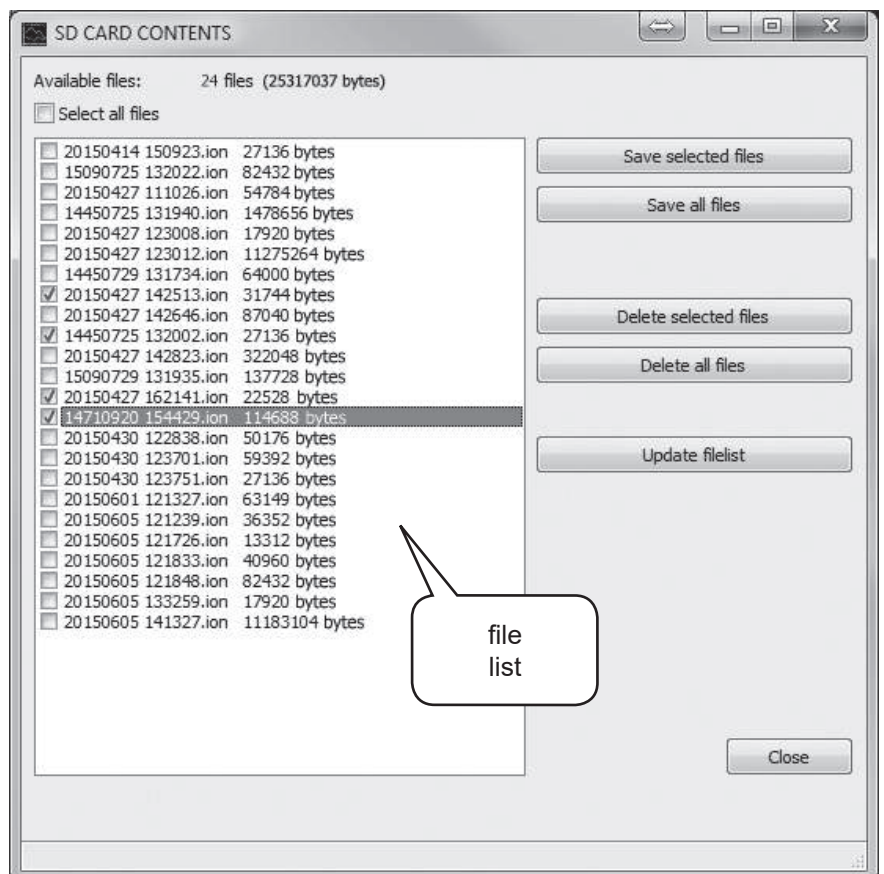 SD CARD CONTENTS
Available files: 24 files (25317037 bytes)
Select all files
20150414 150923.ion 27136 bytes
15090725 132022.ion 82432 bytes
20150427 111026.ion 54784 bytes
14450725 131940.ion 1478656 bytes
20150427 123008.ion 17920 bytes
20150427 123012.ion 11275264 bytes
14450729 131734.ion 64000 bytes
20150427 142513.ion 31744 bytes
20150427 142646.ion 87040 bytes
14450725 132002.ion 27136 bytes
20150427 142823.ion 322048 bytes
15090729 131935.ion 137728 bytes
20150427 162141.ion 22528 bytes
14710920 154429.ion 114688 bytes
20150430 122838.ion 50176 bytes
20150430 123701.ion 59392 bytes
20150430 123751.ion 27136 bytes
20150601 121327.ion 63149 bytes
20150605 121239.ion 36352 bytes
20150605 121726.ion 13312 bytes
20150605 121833.ion 40960 bytes
20150605 121848.ion 82432 bytes
20150605 133259.ion 17920 bytes
20150605 141327.ion 11183104 bytes
Save selected files
Save all files
Delete selected files
Delete all files
Update filelist
file
list
Close